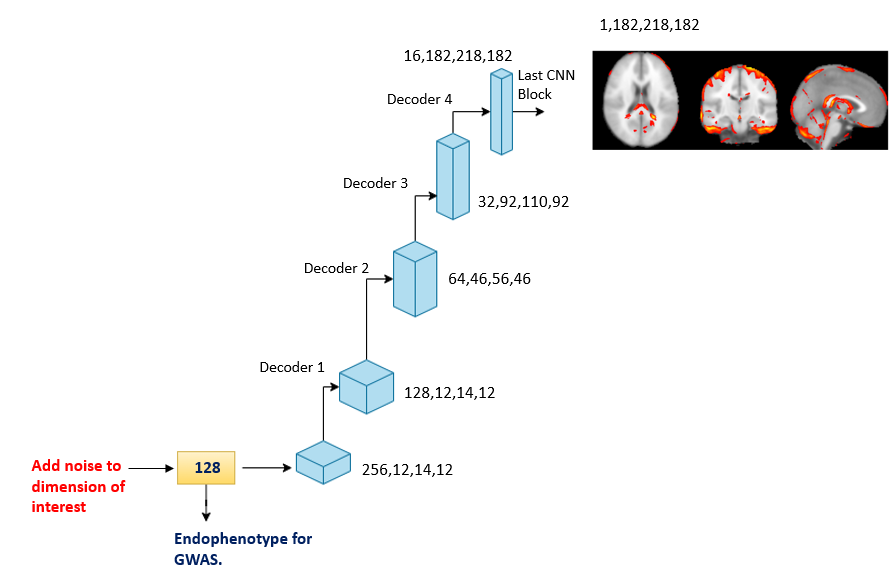 1,182,218,182
16,182,218,182
Last CNN
Block
Decoder 4
Decoder 3
32,92,110,92
Decoder 2
64,46,56,46
Decoder 1
128,12,14,12
Add noise to
dimension of
interest
128
256,12,14,12
Endophenotype for
GWAS.